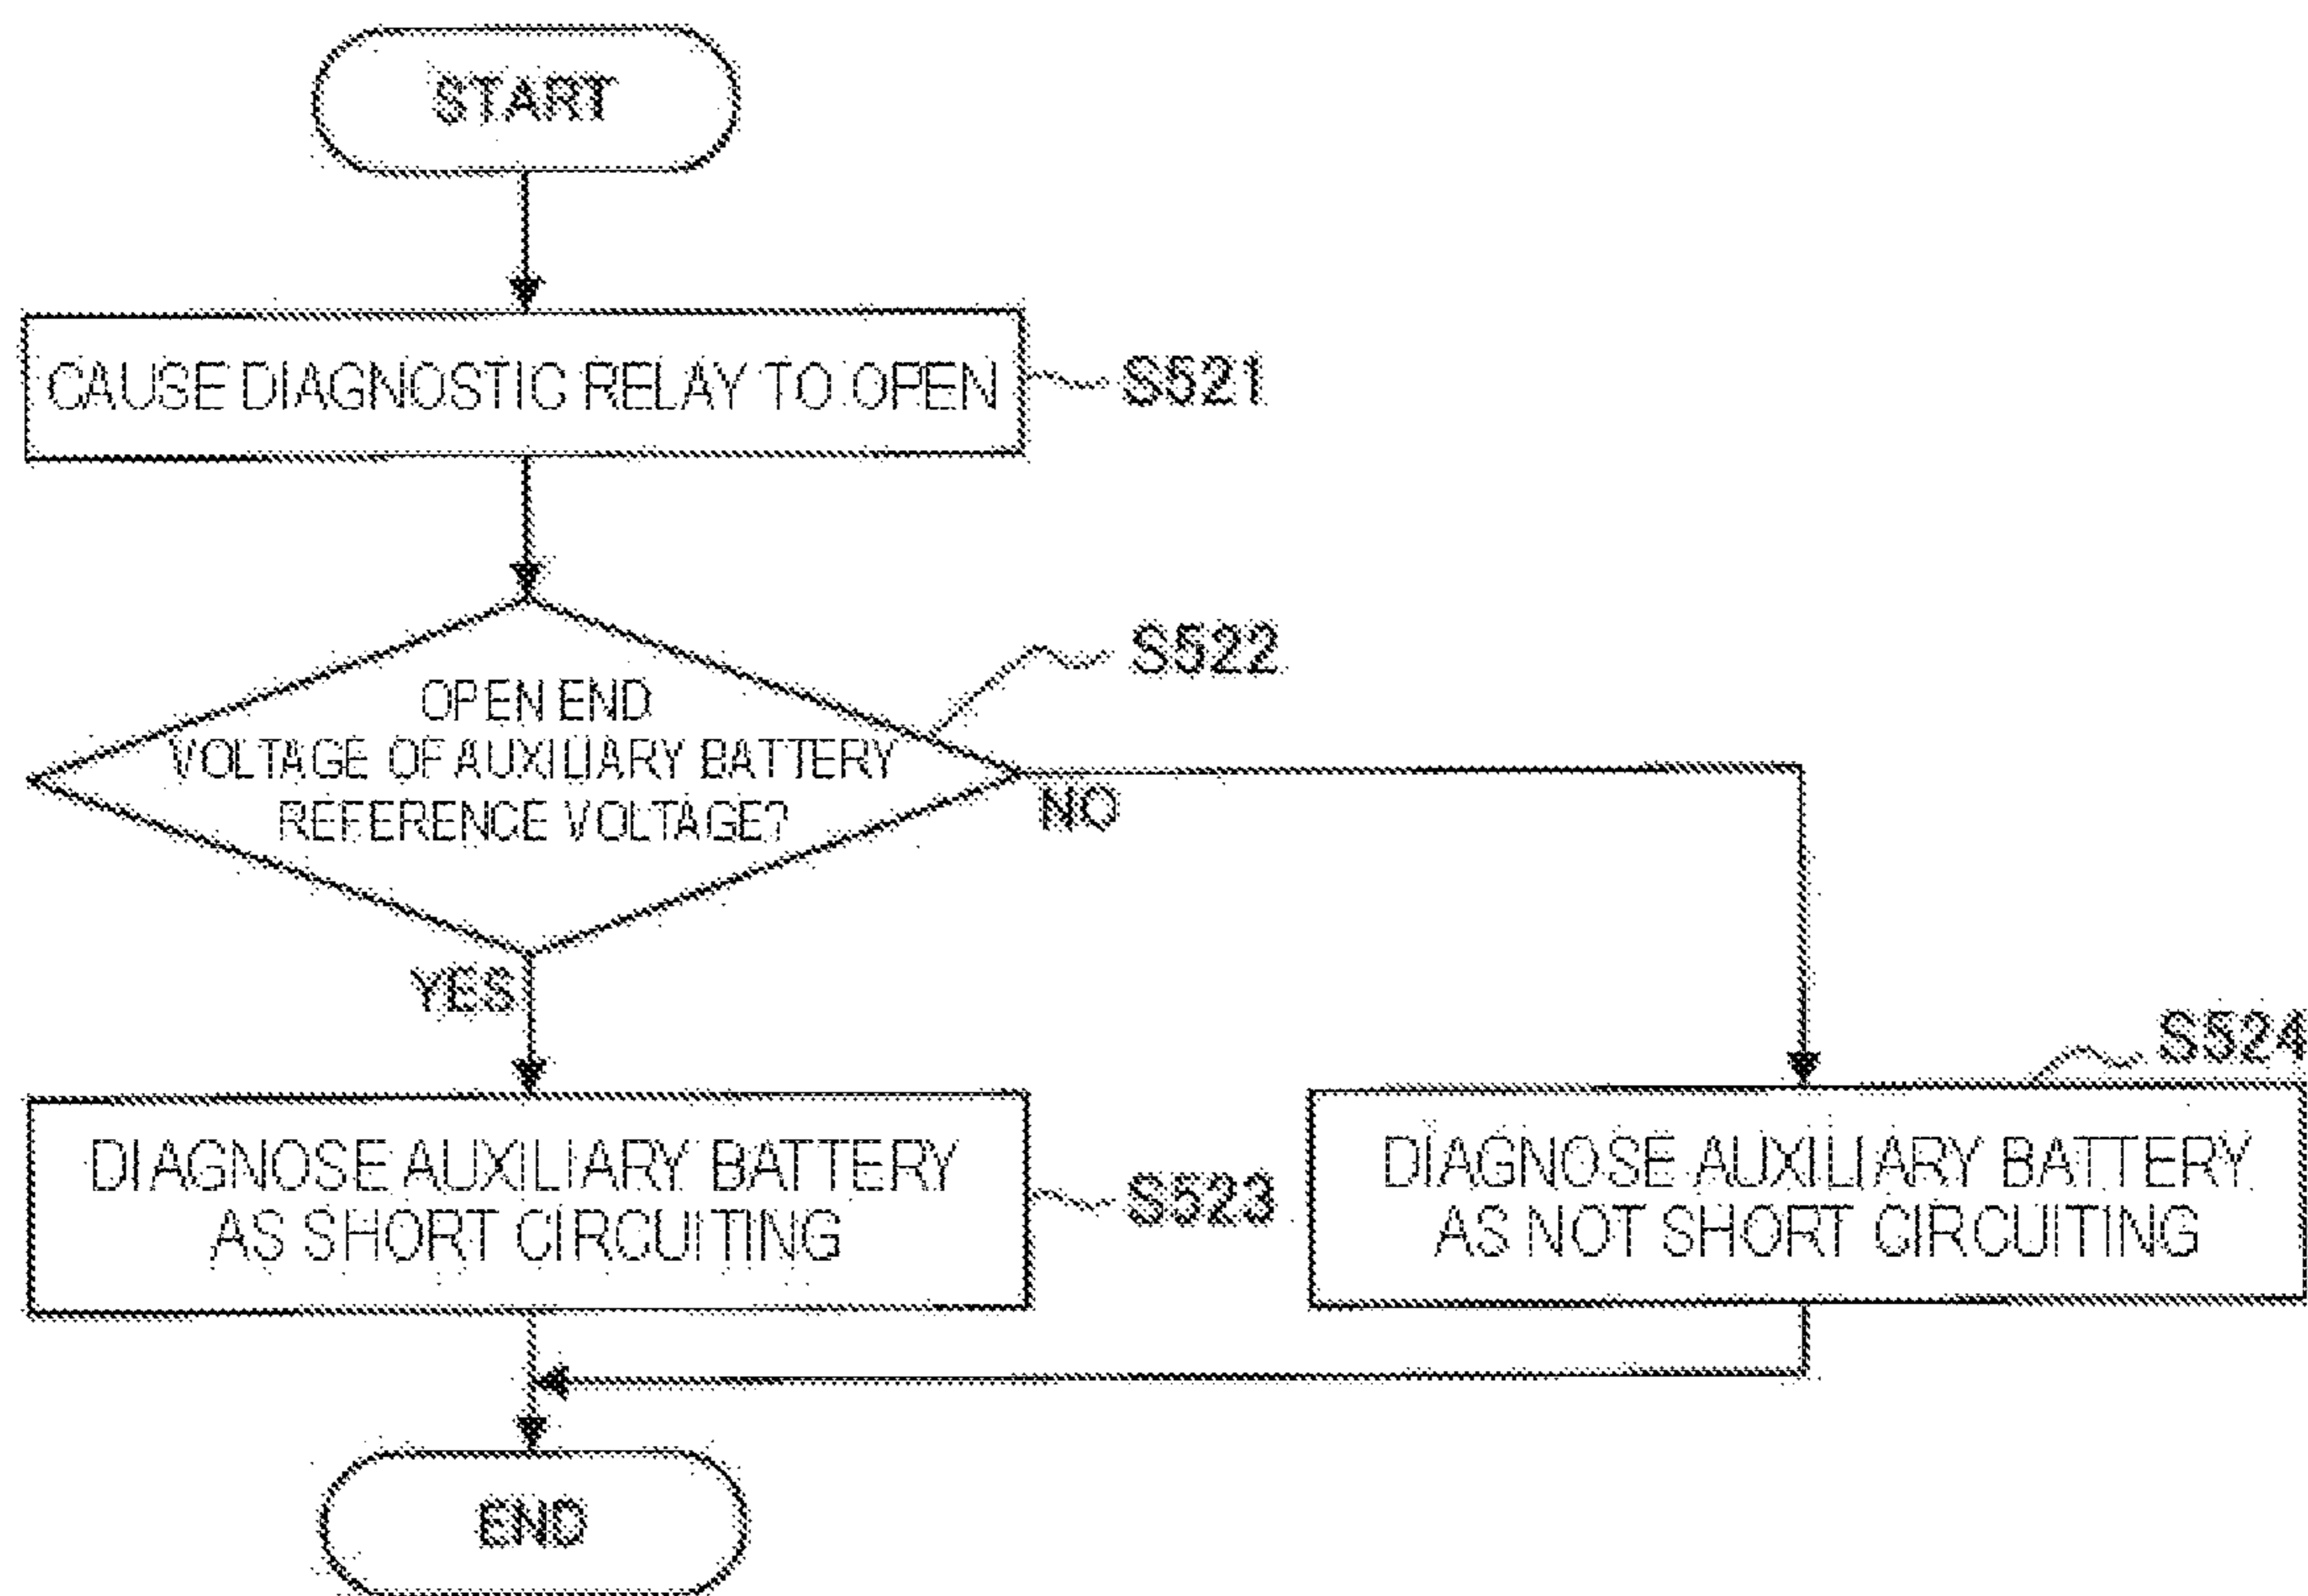 START
CAUSE DIAGNOSTIC RELAY TO OPEN
S521
S522
OPEN END
VOLTAGE OF AUXILIARY BATTERY
REFERENCE VOLTAGE?
NO
YES
S524
DIAGNOSE AUXILIARY BATTERY
AS SHORT CIRCUITING
S523
DIAGNOSE AUXILIARY BATTERY
AS NOT SHORT CIRCUITING
END